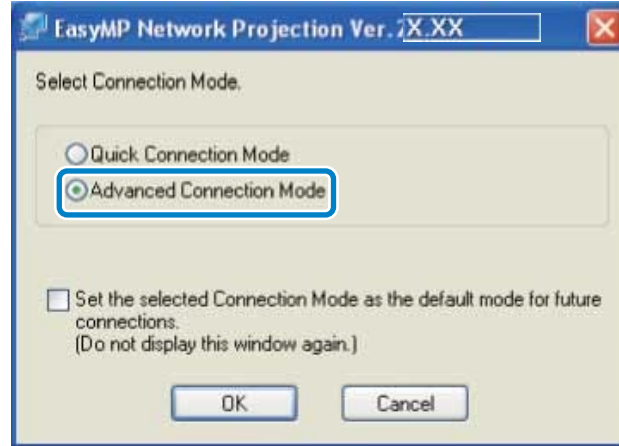 EasyMP Network Projection Ver. 2X.XX
Select Connection Mode.
Quick Connection Mode
Advanced Connection Mode
Set the selected Connection Mode as the default mode for future
connections.
(Do not display this window again.)
OK
Cancel